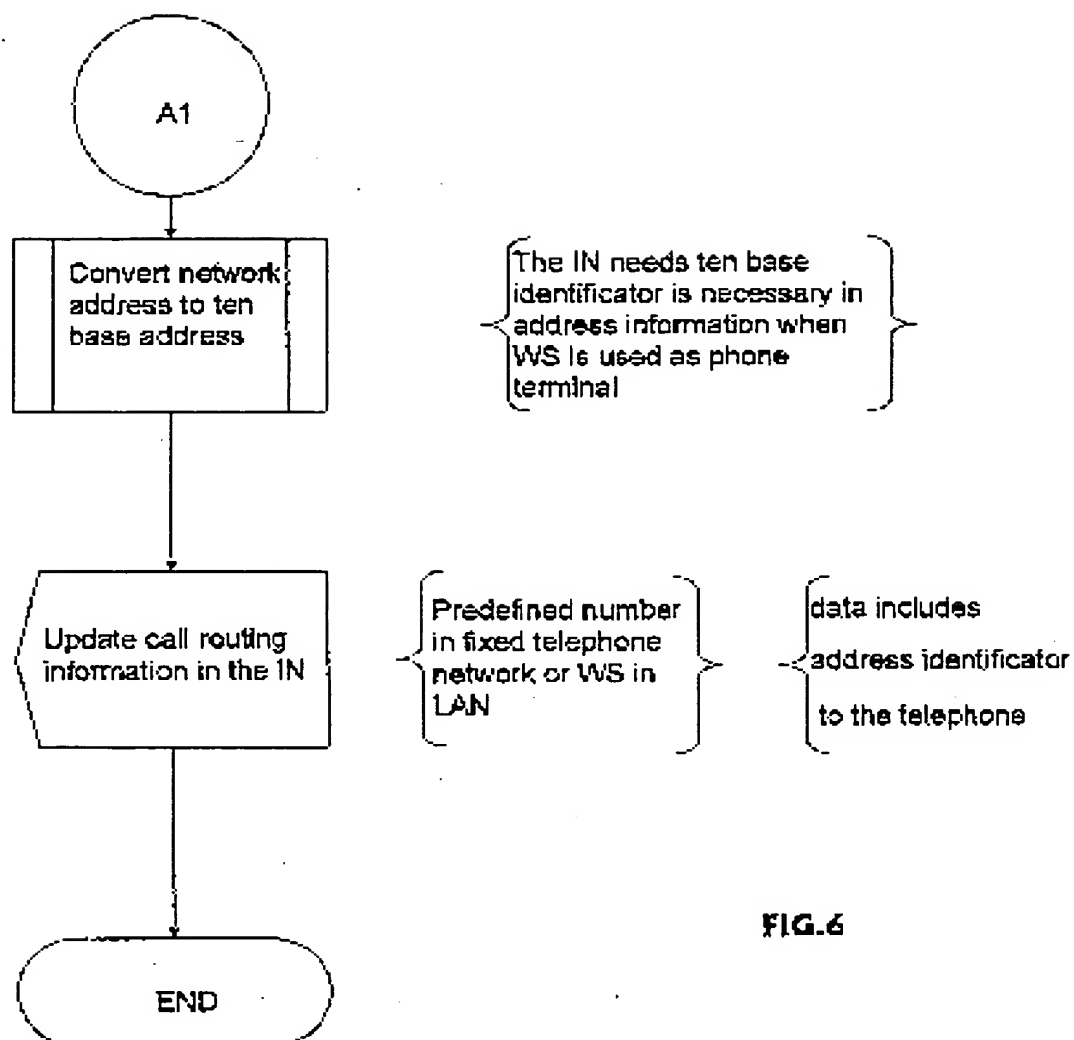 A1
Convert network
address to ten
base address
The IN needs ten base
identificator is necessary in
address information when
WS is used as phone
terminal
Update call routing
information in the IN
Predefined number
in fixed telephone
network or WS in
LAN
data includes
address identificator
to the telephone
END
FIG.6